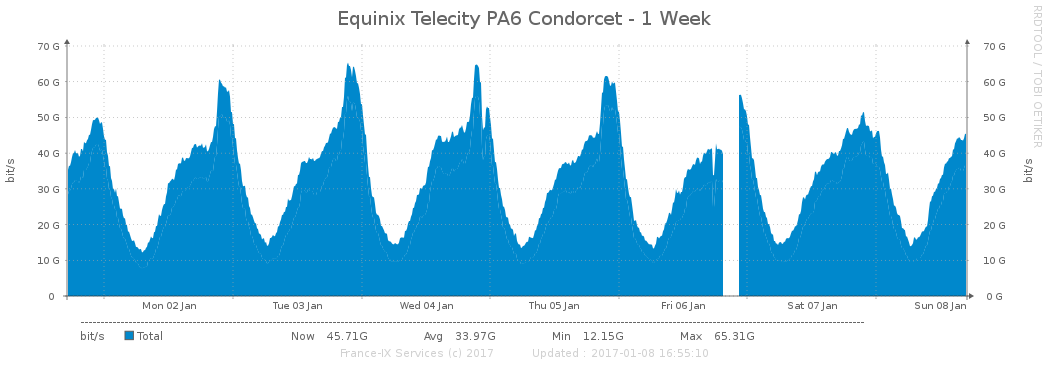 Equinix Telecity PA6 Condorcet - 1 Week
RRDTOOL / TOBI OETIKER
70 G 70 G
60 G 60 G
50 G 50 G
40 G 40 G
30 G 30 G
20 G 20 G
10 G 10 G
0 0 G
bit/s
bit/s
Mon 02 Jan Tue 03 Jan Wed 04 Jan Thu 05 Jan Fri 06 Jan Sat 07 Jan Sun 08 Jan
bit/s Total Now 45.71G Avg 33.97G Min 12.15G Max 65.31G
France-IX Services (c) 2017 Updated : 2017-01-08 16:55:10